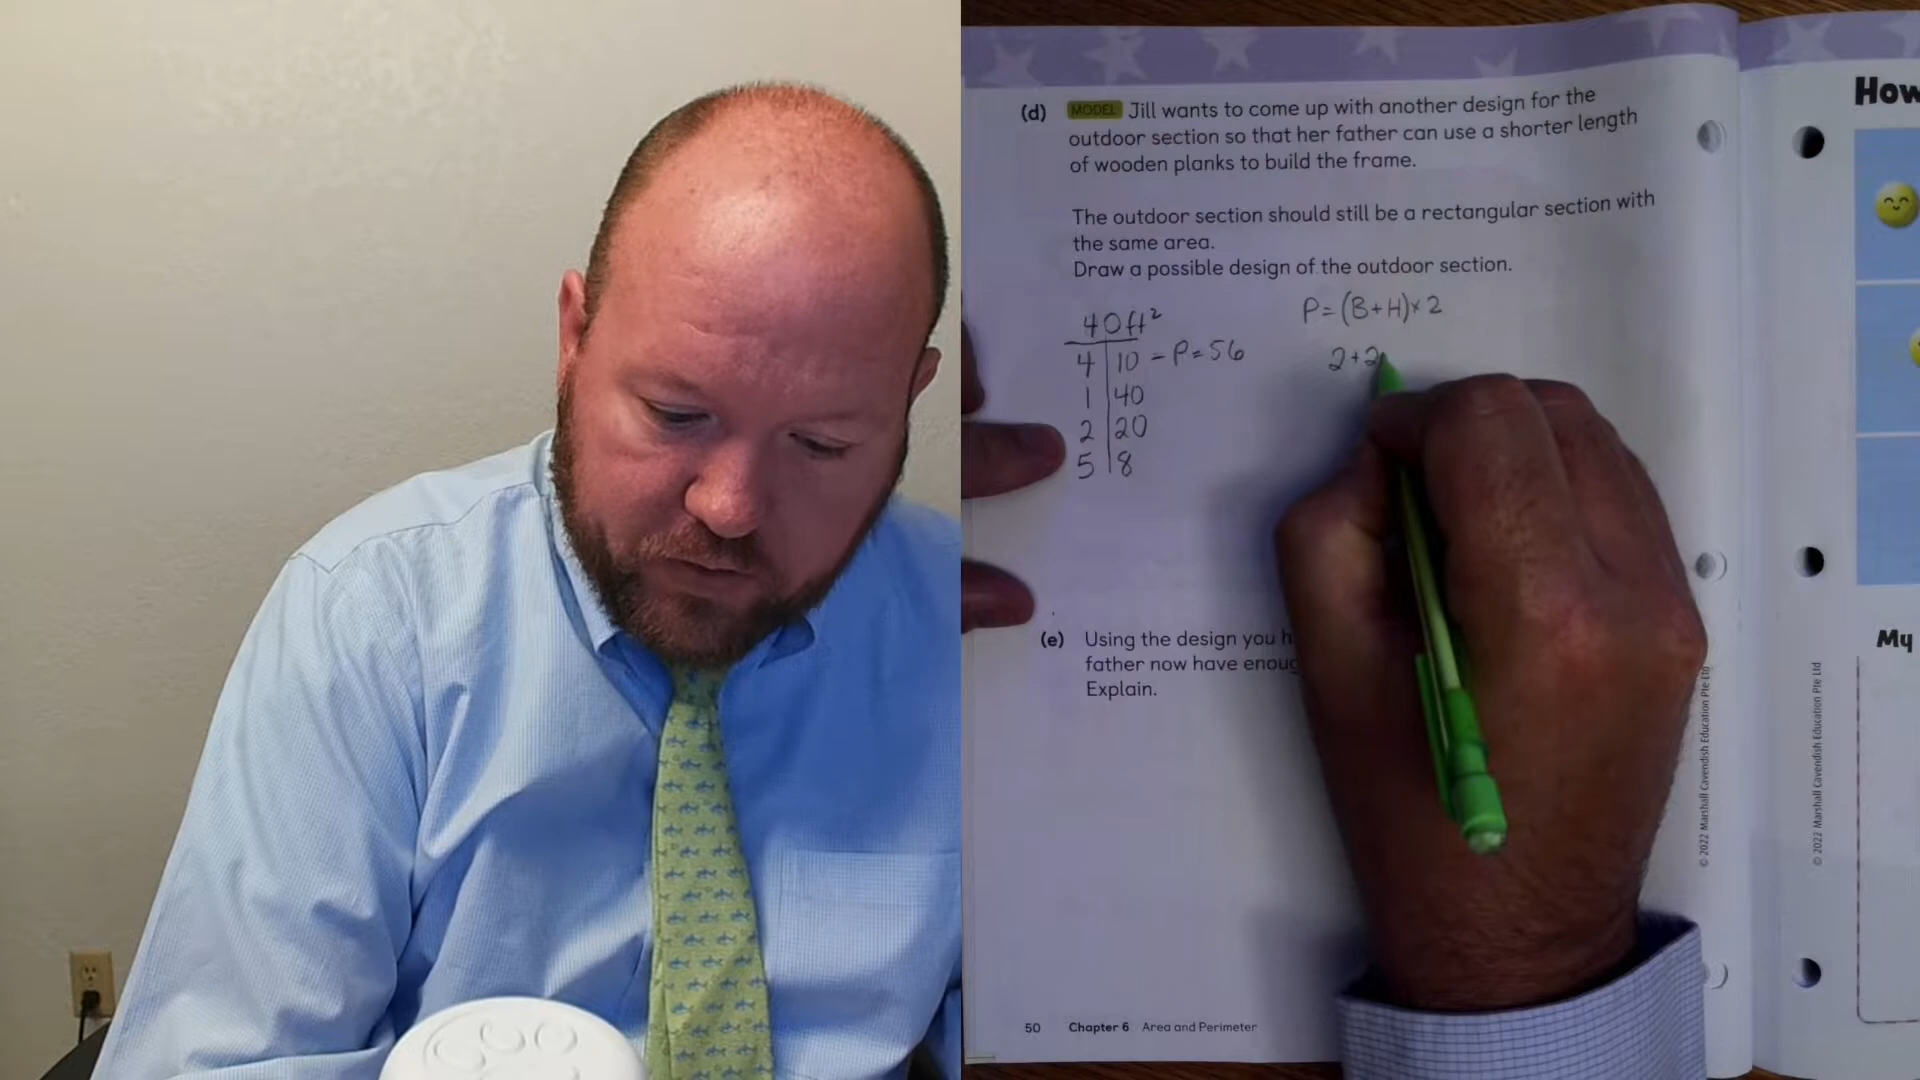 (d) MODEL Jill wants to come up with another design for the
outdoor section so that her father can use a shorter length
of wooden planks to build the frame.
The outdoor section should still be a rectangular section with
the same area.
Draw a possible design of the outdoor section.
P=(B+H)×2
40ft²
4 10 - P=56
2+2
1 40
2 20
5 8
(e) Using the design you h
father now have enoug
Explain.
50 Chapter 6 Area and Perimeter
© 2022 Marshall Cavendish Education Pte Ltd
© 2022 Marshall Cavendish Education Pte Ltd
How
My